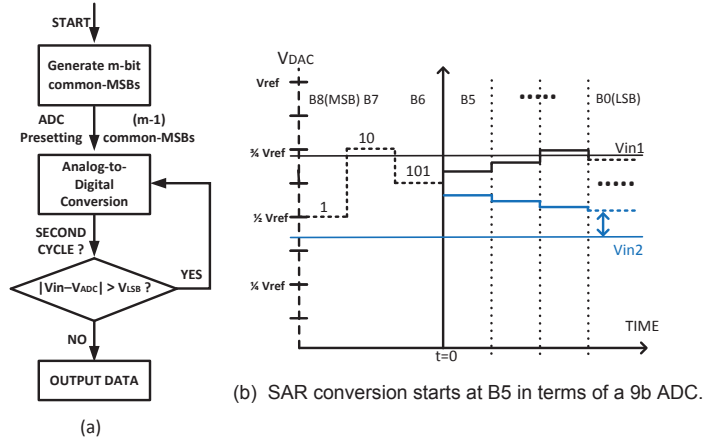 START
Generate m-bit
common-MSBs
ADC
Presetting
(m-1)
common-MSBs
Analog-to-
Digital
Conversion
SECOND
CYCLE ?
YES
|Vin–VADC| > VLSB ?
NO
OUTPUT DATA
(a)
VDAC
Vref
¾ Vref
½ Vref
¼ Vref
B8(MSB) B7 B6 B5 ..... B0(LSB)
1
10
101
Vin1
.....
Vin2
TIME
t=0
(b) SAR conversion starts at B5 in terms of a 9b ADC.